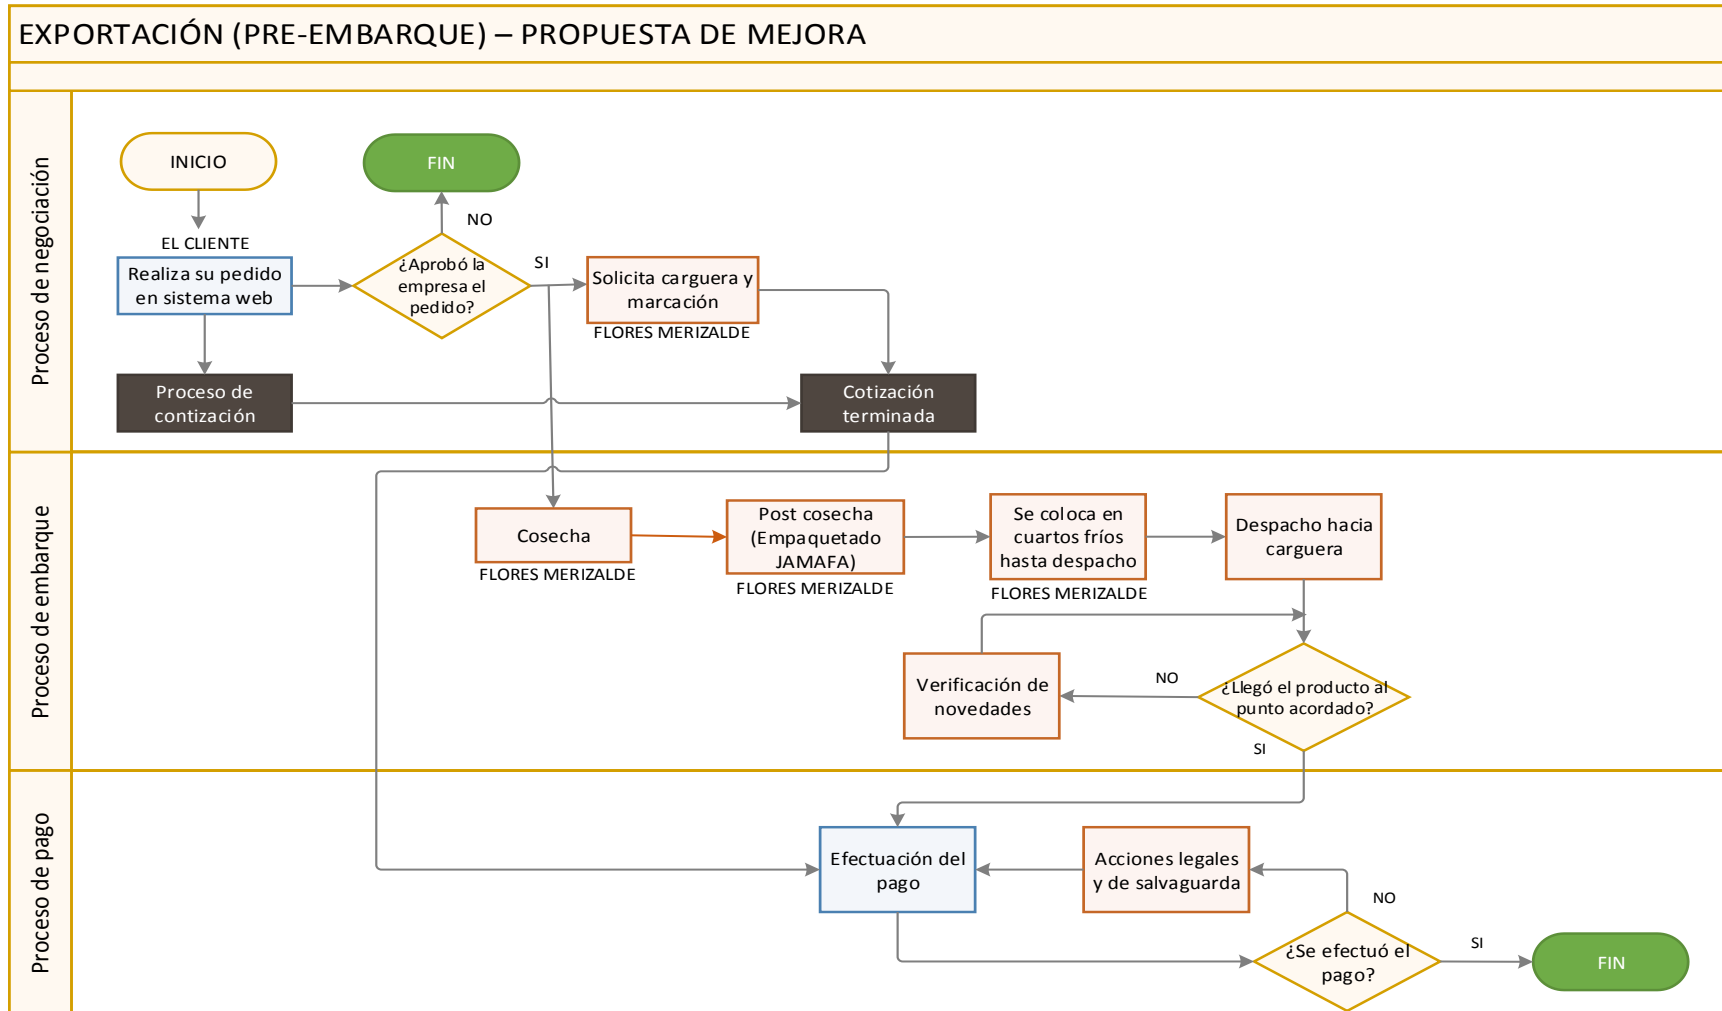 EXPORTACIÓN (PRE-EMBARQUE) – PROPUESTA DE MEJORA
Proceso de negociación
INICIO
FIN
NO
EL CLIENTE
Realiza su pedido
en sistema web
¿Aprobó la
empresa el
pedido?
SI
Solicita carguera y
marcación
FLORES MERIZALDE
Proceso de
contización
Cotización
terminada
Proceso de embarque
Cosecha
FLORES MERIZALDE
Post cosecha
(Empaquetado
JAMAFA)
FLORES MERIZALDE
Se coloca en
cuartos fríos
hasta despacho
FLORES MERIZALDE
Despacho hacia
carguera
Verificación de
novedades
NO
¿Llegó el producto al
punto acordado?
SI
Proceso de pago
Efectuación del
pago
Acciones legales
y de salvaguarda
NO
¿Se efectuó el
pago?
SI
FIN